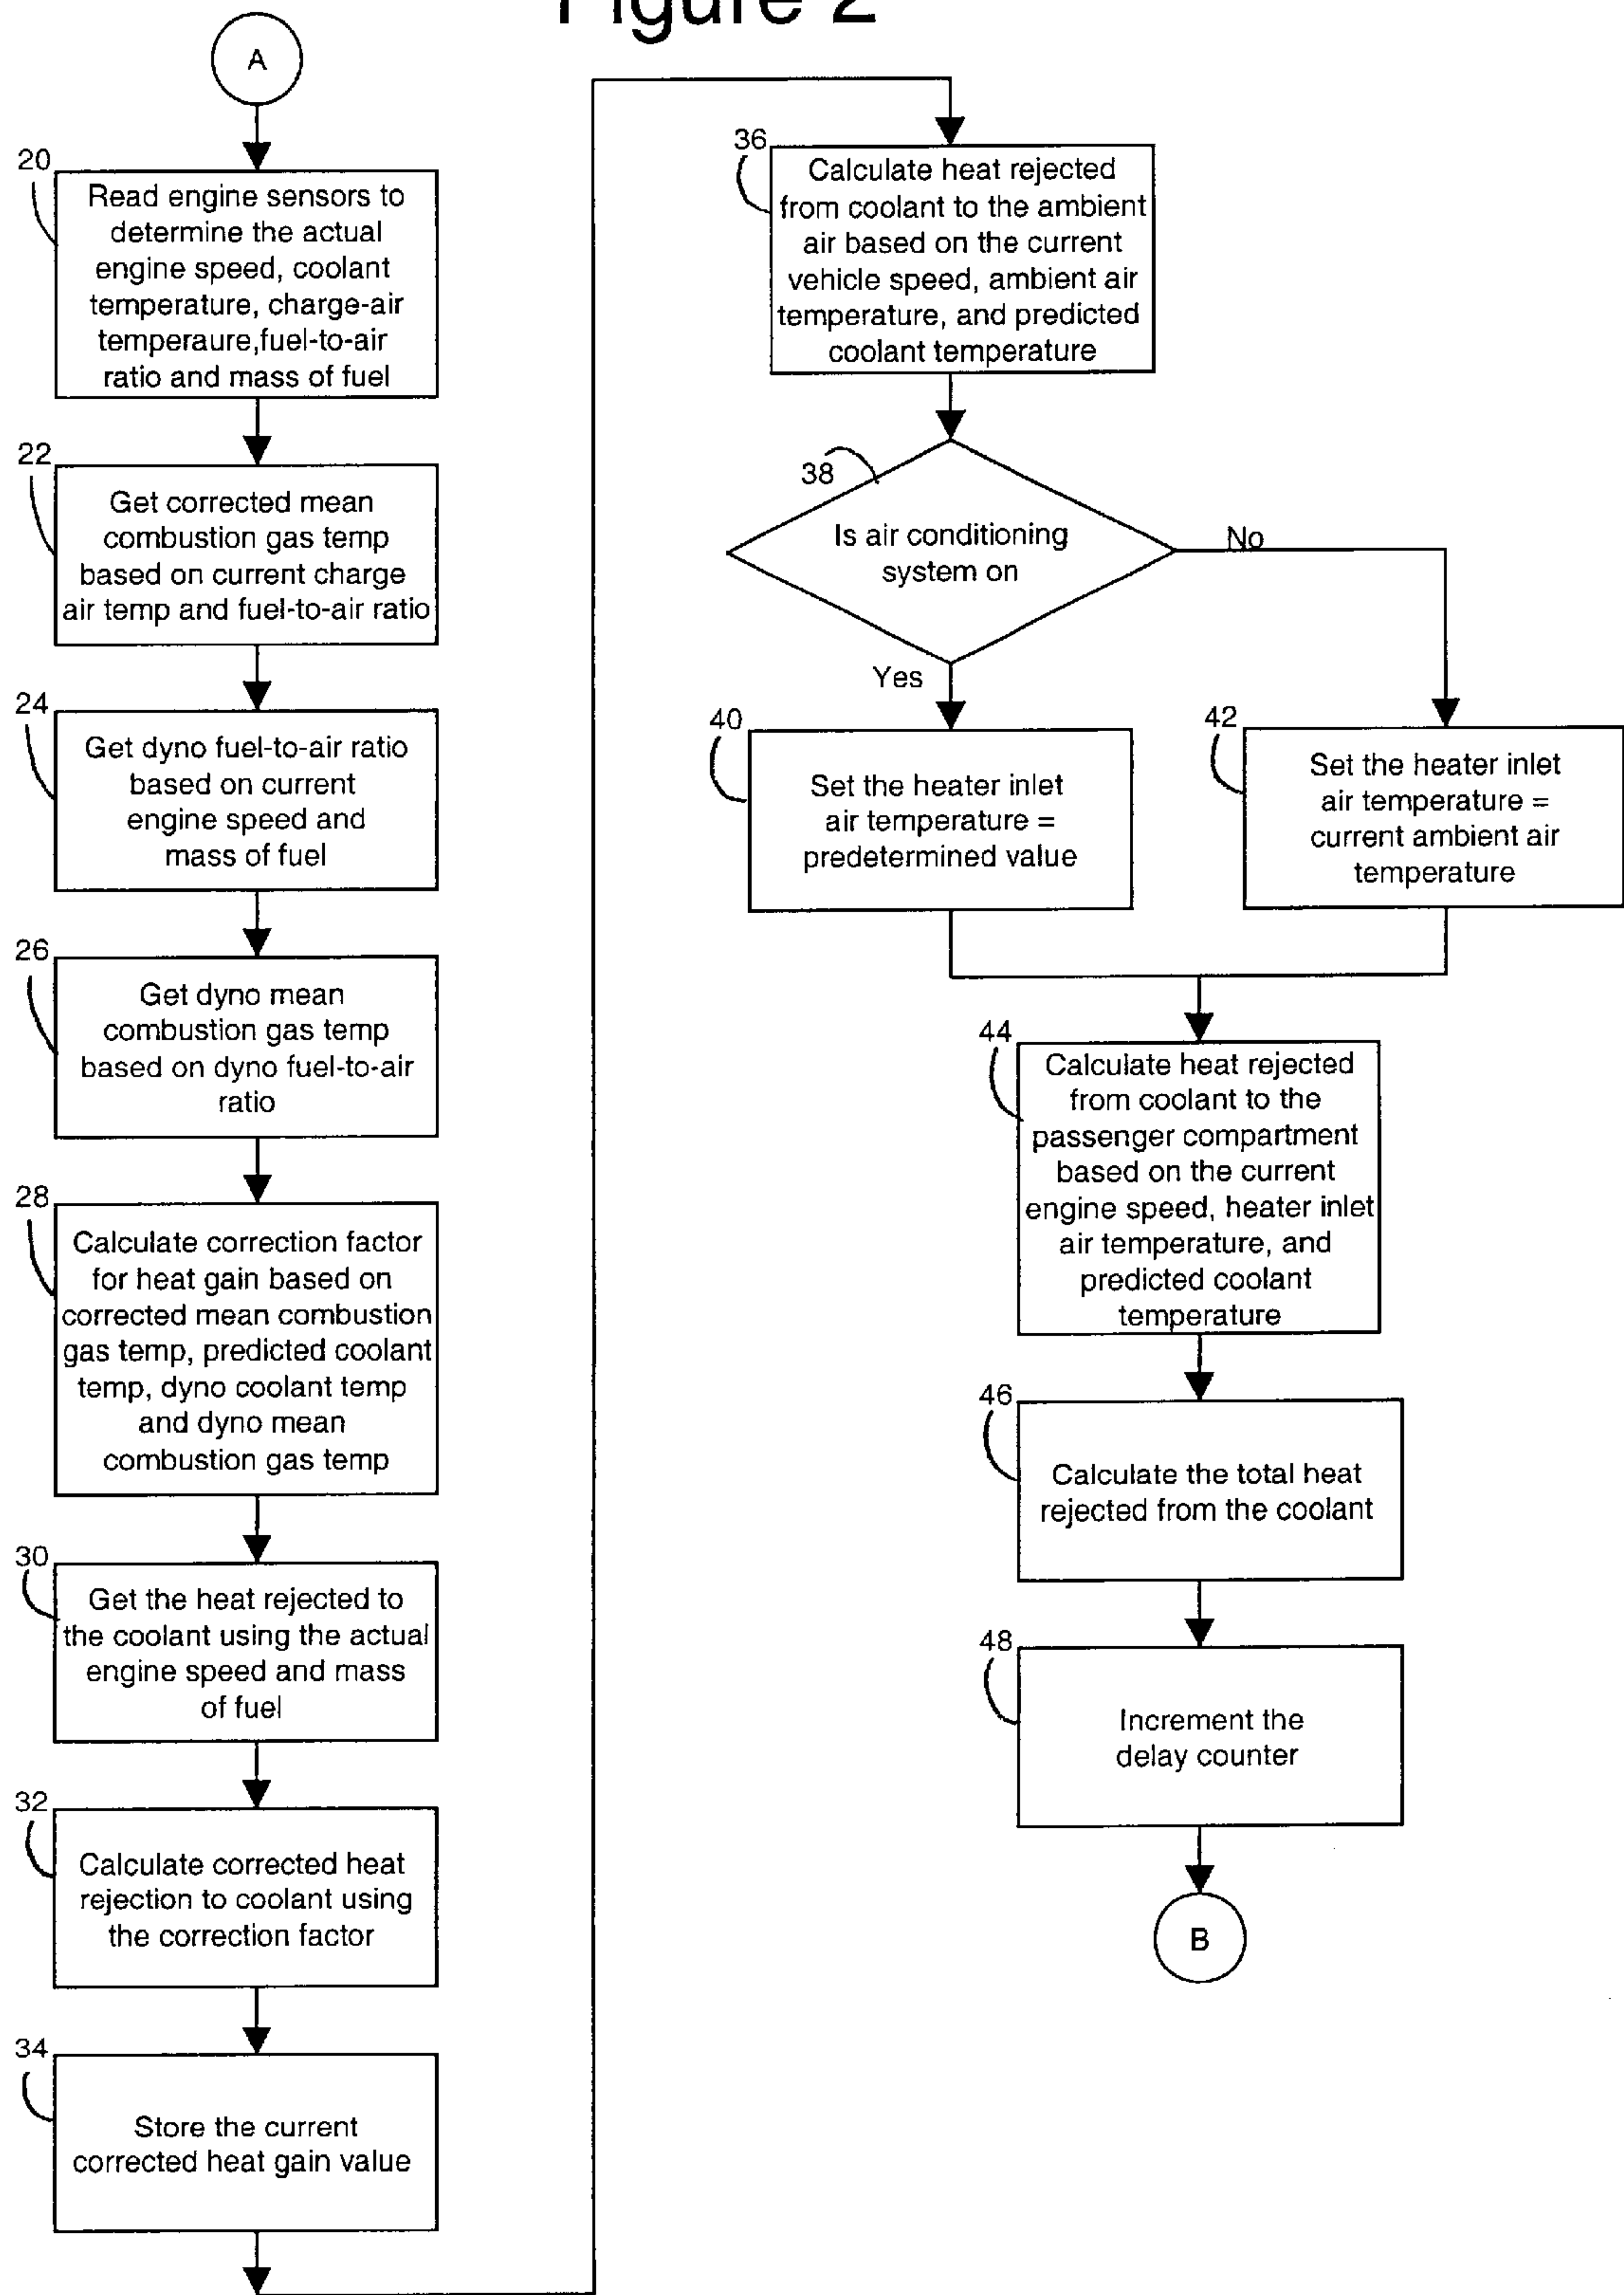 Figure 2
A
20
Read engine sensors to
determine the actual
engine speed, coolant
temperature, charge-air
temperaure,fuel-to-air
ratio and mass of fuel
22
Get corrected mean
combustion gas temp
based on current charge
air temp and fuel-to-air ratio
24
Get dyno fuel-to-air ratio
based on current
engine speed and
mass of fuel
26
Get dyno mean
combustion gas temp
based on dyno fuel-to-air
ratio
28
Calculate correction factor
for heat gain based on
corrected mean combustion
gas temp, predicted coolant
temp, dyno coolant temp
and dyno mean
combustion gas temp
30
Get the heat rejected to
the coolant using the actual
engine speed and mass
of fuel
32
Calculate corrected heat
rejection to coolant using
the correction factor
34
Store the current
corrected heat gain value
36
Calculate heat rejected
from coolant to the ambient
air based on the current
vehicle speed, ambient air
temperature, and predicted
coolant temperature
38
Is air conditioning
system on
No
Yes
40
Set the heater inlet
air temperature =
predetermined value
42
Set the heater inlet
air temperature =
current ambient air
temperature
44
Calculate heat rejected
from coolant to the
passenger compartment
based on the current
engine speed, heater inlet
air temperature, and
predicted coolant
temperature
46
Calculate the total heat
rejected from the coolant
48
Increment the
delay counter
B